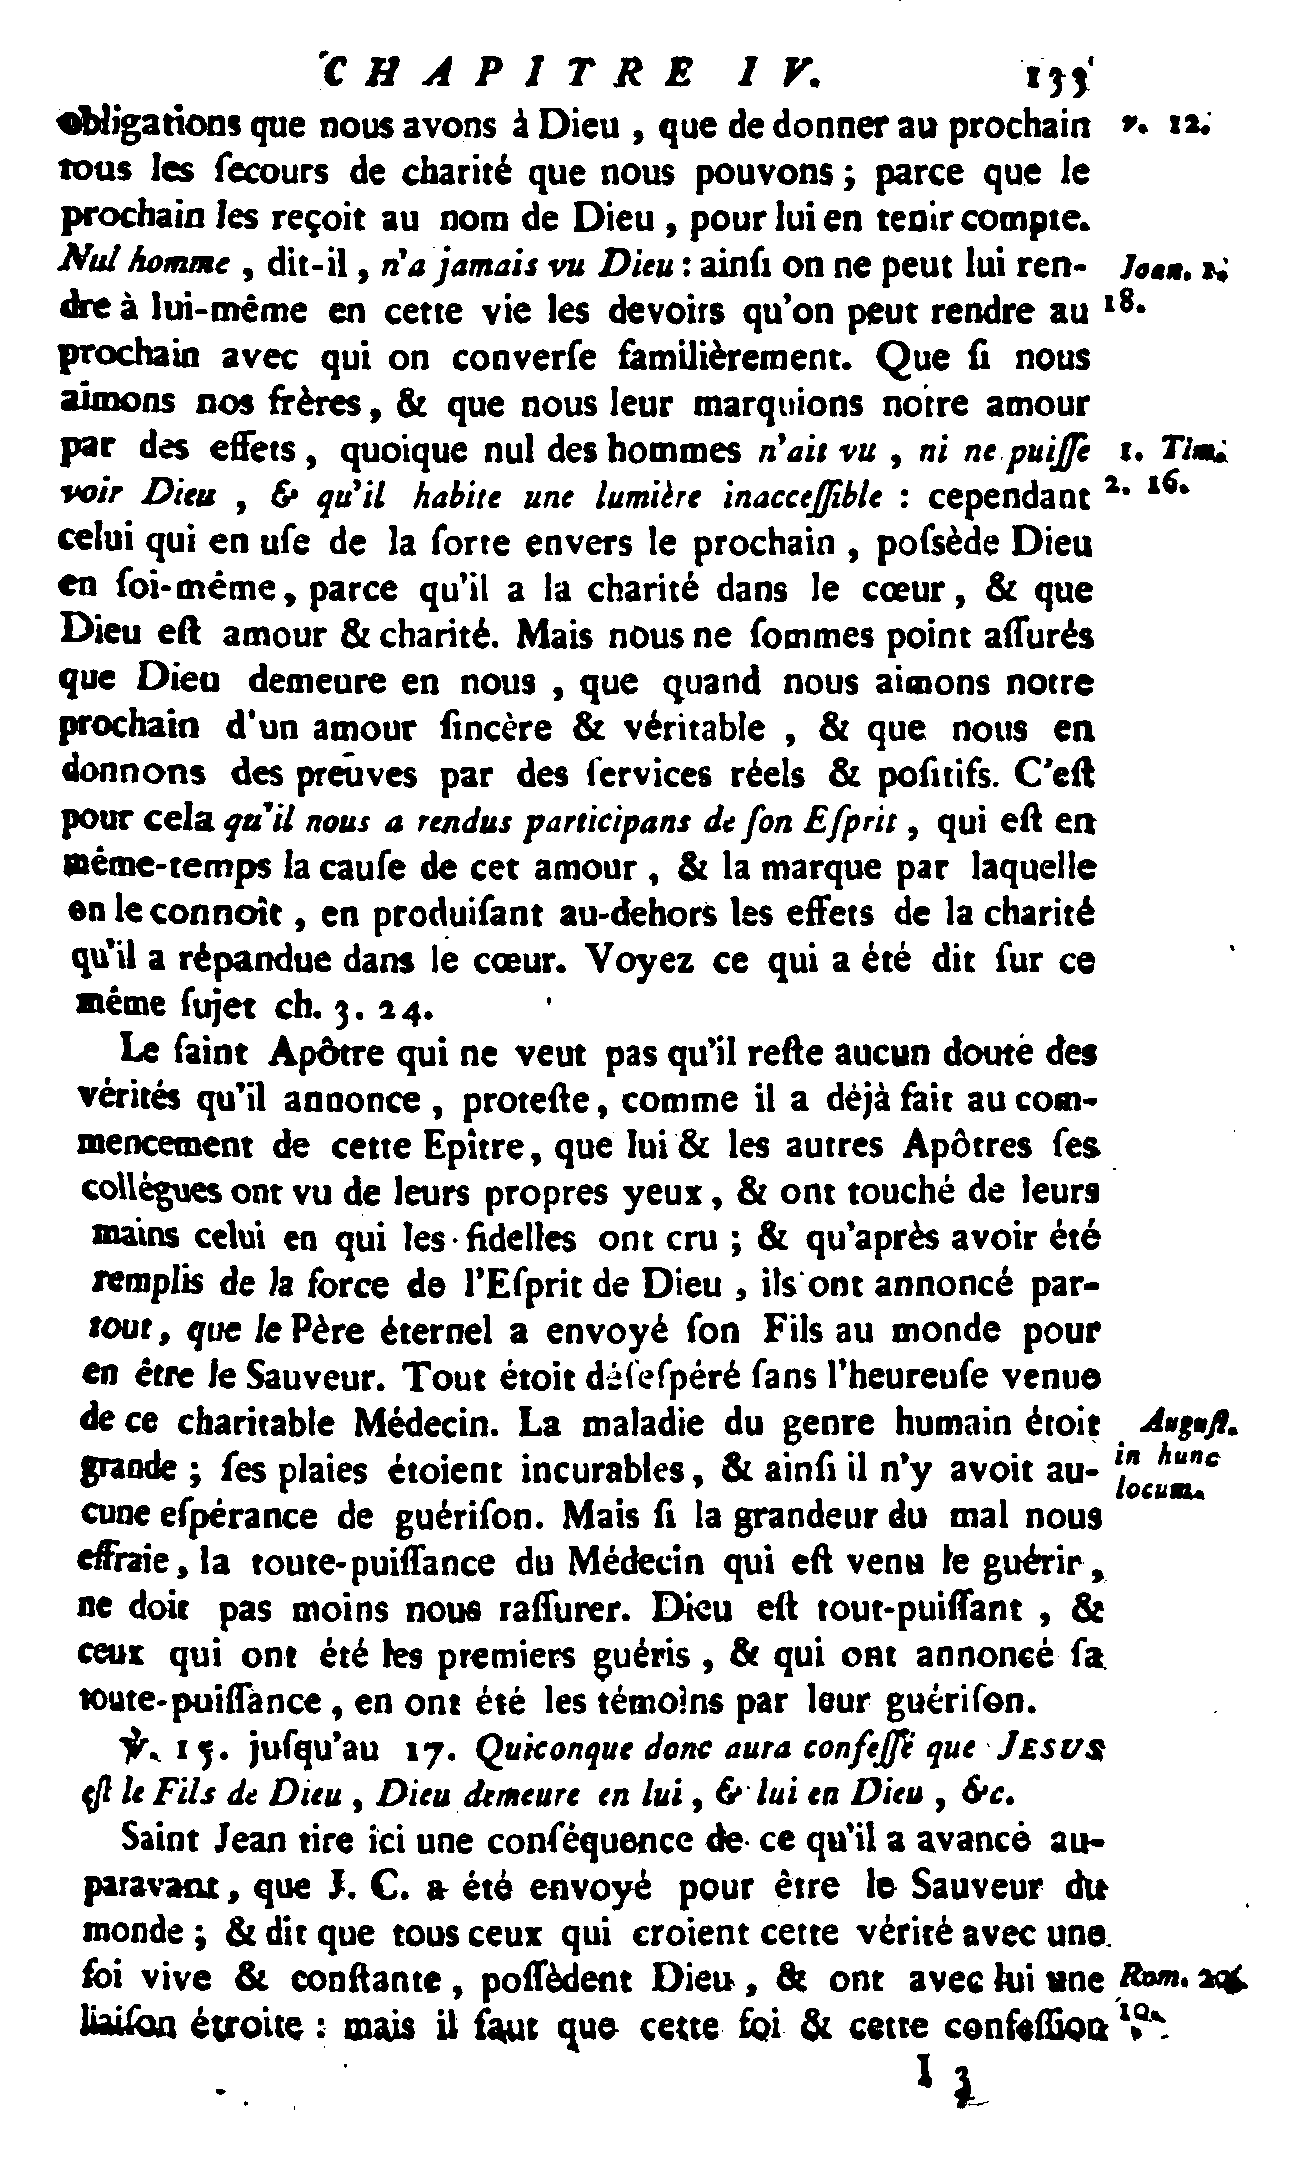 CHAPITRE IV. 133
obligations que nous avons à Dieu, que de donner au prochain v. 12.
tous les ſecours de charité que nous pouvons ; parce que le
prochain les reçoit au nom de Dieu, pour lui en tenir compte.
Nul homme, dit-il, n'a jamais vu Dieu : ainſi on ne peut lui ren- Joan. 1.
dre à lui-même en cette vie les devoirs qu'on peut rendre au 18.
prochain avec qui on converſe familièrement. Que ſi nous
aimons nos frères, & que nous leur marquions notre amour
par des effets, quoique nul des hommes n'ait vu, ni ne puiſſe 1. Tim.
voir Dieu, & qu'il habite une lumière inacceſſible : cependant 2. 16.
celui qui en uſe de la ſorte envers le prochain, poſsède Dieu
en ſoi-même, parce qu'il a la charité dans le cœur, & que
Dieu eſt amour & charité. Mais nous ne ſommes point aſſurés
que Dieu demeure en nous, que quand nous aimons notre
prochain d'un amour ſincère & véritable, & que nous en
donnons des preuves par des ſervices réels & poſitifs. C'eſt
pour cela qu'il nous a rendus participans de ſon Eſprit, qui eſt en
même-temps la cauſe de cet amour, & la marque par laquelle
on le connoît, en produiſant au-dehors les effets de la charité
qu'il a répandue dans le cœur. Voyez ce qui a été dit ſur ce
même ſujet ch. 3. 24.
Le ſaint Apôtre qui ne veut pas qu'il reſte aucun doute des
vérités qu'il annonce, proteſte, comme il a déjà fait au com-
mencement de cette Epître, que lui & les autres Apôtres ſes
collègues ont vu de leurs propres yeux, & ont touché de leurs
mains celui en qui les fidelles ont cru ; & qu'après avoir été
remplis de la force de l'Eſprit de Dieu, ils ont annoncé par-
tout, que le Père éternel a envoyé ſon Fils au monde pour
en être le Sauveur. Tout étoit déſeſpéré ſans l'heureuſe venue
de ce charitable Médecin. La maladie du genre humain étoit Auguſt.
grande ; ſes plaies étoient incurables, & ainſi il n'y avoit au- in hunc
cune eſpérance de guériſon. Mais ſi la grandeur du mal nous locum.
effraie, la toute-puiſſance du Médecin qui eſt venu le guérir,
ne doit pas moins nous raſſurer. Dieu eſt tout-puiſſant, &
ceux qui ont été les premiers guéris, & qui ont annoncé ſa
toute-puiſſance, en ont été les témoins par leur guériſon.
℣. 15. juſqu'au 17. Quiconque donc aura confeſſé que JESUS
eſt le Fils de Dieu, Dieu demeure en lui, & lui en Dieu, &c.
Saint Jean tire ici une conſéquence de ce qu'il a avancé au-
paravant, que J. C. a été envoyé pour être le Sauveur du
monde ; & dit que tous ceux qui croient cette vérité avec une
foi vive & conſtante, poſſèdent Dieu, & ont avec lui une Rom.
liaiſon étroite : mais il faut que cette foi & cette confeſſion
I 3